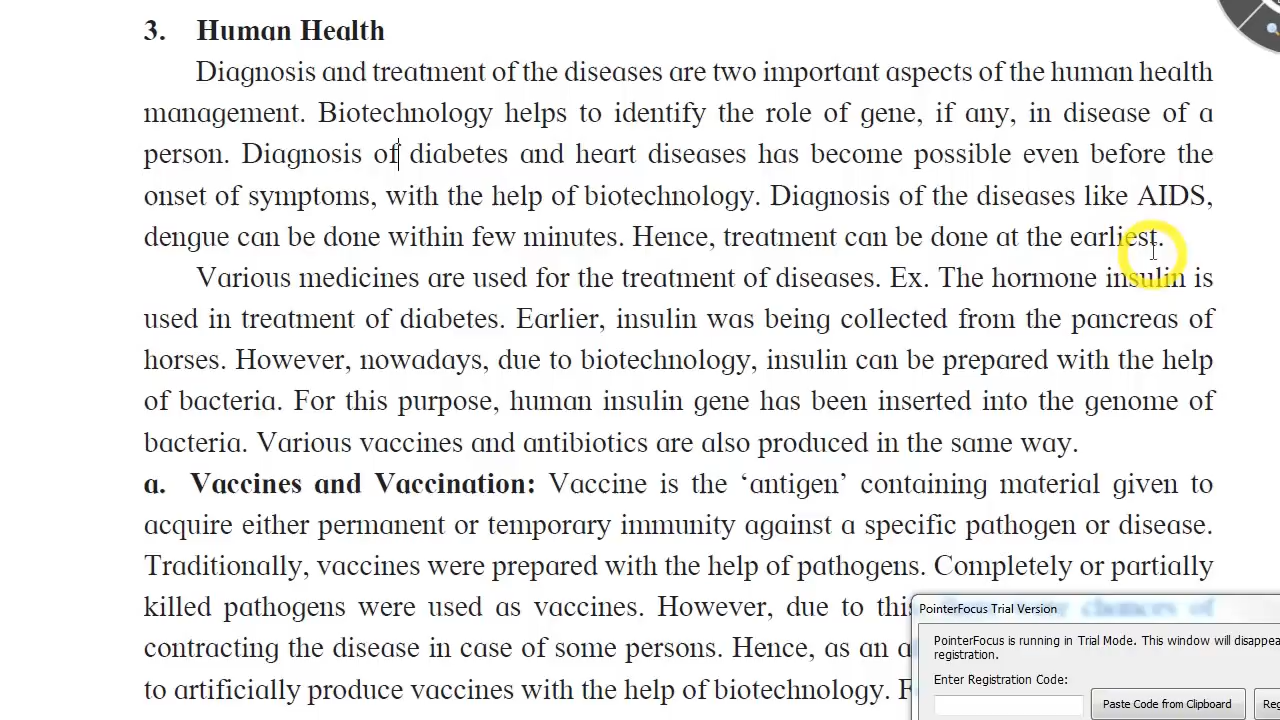 3. Human Health
Diagnosis and treatment of the diseases are two important aspects of the human health
management. Biotechnology helps to identify the role of gene, if any, in disease of a
person. Diagnosis of diabetes and heart diseases has become possible even before the
onset of symptoms, with the help of biotechnology. Diagnosis of the diseases like AIDS,
dengue can be done within few minutes. Hence, treatment can be done at the earliest.
Various medicines are used for the treatment of diseases. Ex. The hormone insulin is
used in treatment of diabetes. Earlier, insulin was being collected from the pancreas of
horses. However, nowadays, due to biotechnology, insulin can be prepared with the help
of bacteria. For this purpose, human insulin gene has been inserted into the genome of
bacteria. Various vaccines and antibiotics are also produced in the same way.
a. Vaccines and Vaccination: Vaccine is the ‘antigen’ containing material given to
acquire either permanent or temporary immunity against a specific pathogen or disease.
Traditionally, vaccines were prepared with the help of pathogens. Completely or partially
killed pathogens were used as vaccines. However, due to this chances of
contracting the disease in case of some persons. Hence, as an
to artificially produce vaccines with the help of biotechnology.
PointerFocus Trial Version
PointerFocus is running in Trial Mode. This window will disappea
registration.
Enter Registration Code:
Paste Code from Clipboard
Reg